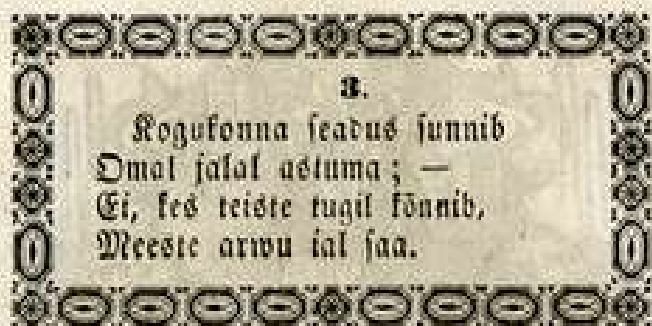 3.
Kogukonna seadus sunnib
Omal jalal astuma; —
Ei, kes teiste tugil kõnnib,
Meeste arwu ial saa.